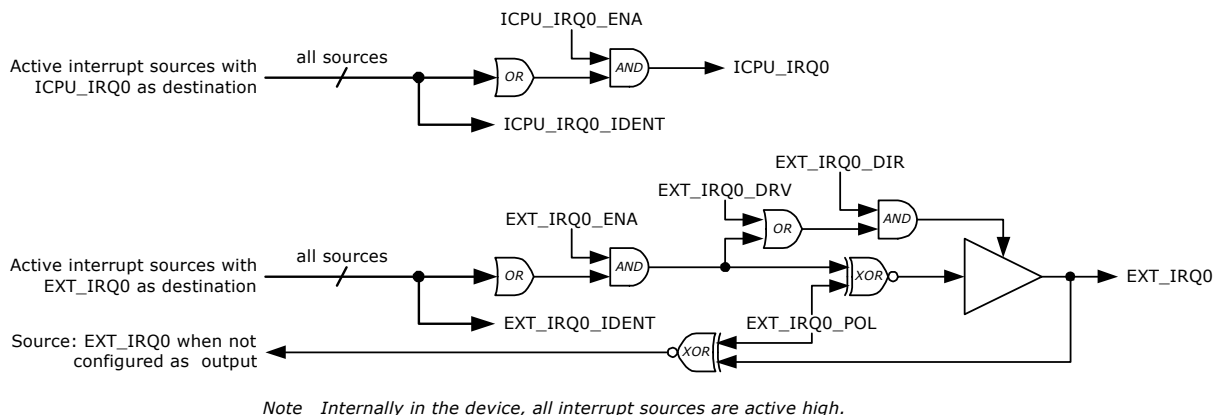 ICPU_IRQ0_ENA
all sources
Active interrupt sources with
ICPU_IRQ0 as destination
OR
AND
ICPU_IRQ0
ICPU_IRQ0_IDENT
EXT_IRQ0_DIR
EXT_IRQ0_DRV
EXT_IRQ0_ENA
AND
OR
all sources
Active interrupt sources with
EXT_IRQ0 as destination
OR
AND
XOR
EXT_IRQ0
EXT_IRQ0_IDENT
EXT_IRQ0_POL
Source: EXT_IRQ0 when not
configured as output
XOR
Note Internally in the device, all interrupt sources are active high.